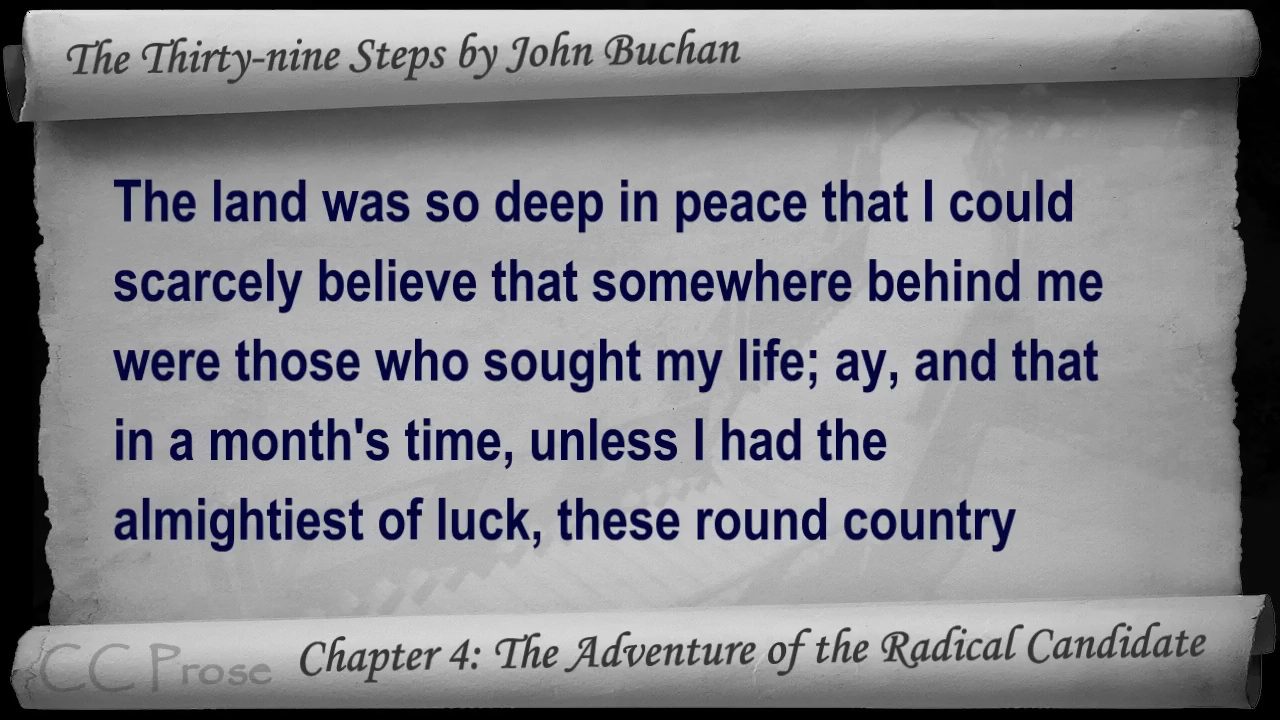 The Thirty-nine Steps by John Buchan
The land was so deep in peace that I could
scarcely believe that somewhere behind me
were those who sought my life; ay, and that
in a month's time, unless I had the
almightiest of luck, these round country
CC Prose
Chapter 4: The Adventure of the Radical Candidate